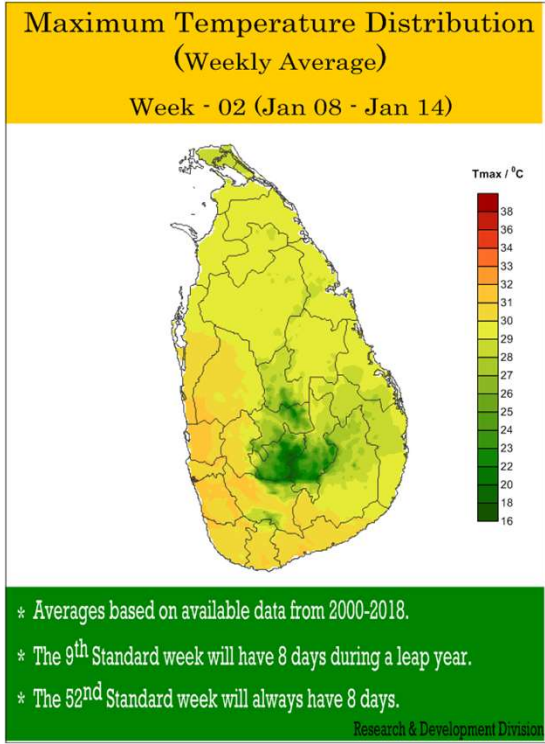 Maximum Temperature Distribution
(Weekly Average)
Week - 02 (Jan 08 - Jan 14)
Tmax / ⁰C
38
36
34
33
32
31
30
29
28
27
26
25
24
23
22
20
18
16
* Averages based on available data from 2000-2018.
* The 9th Standard week will have 8 days during a leap year.
* The 52nd Standard week will always have 8 days.
Research & Development Division